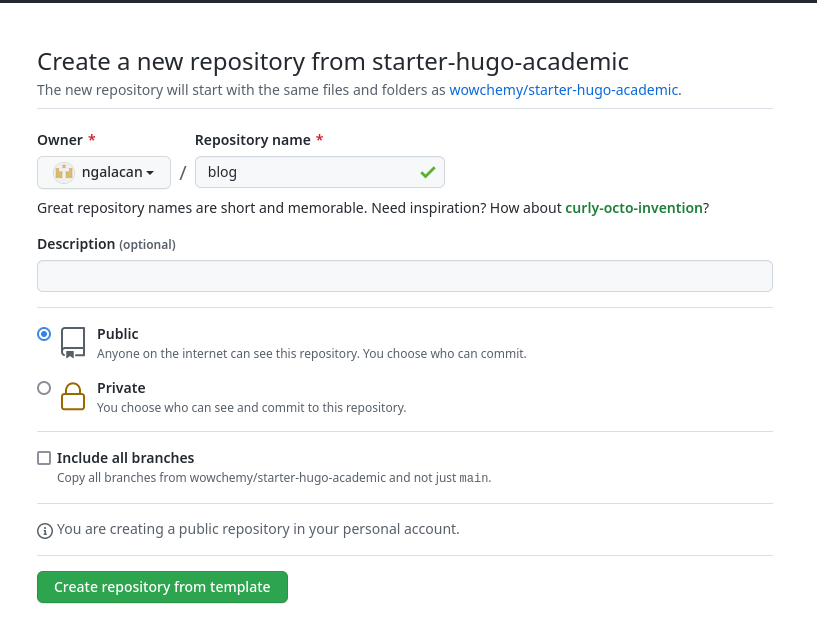 Create a new repository from starter-hugo-academic
The new repository will start with the same files and folders as wowchemy/starter-hugo-academic.
Owner * Repository name *
ngalacan / blog
Great repository names are short and memorable. Need inspiration? How about curly-octo-invention?
Description (optional)
Public
Anyone on the internet can see this repository. You choose who can commit.
Private
You choose who can see and commit to this repository.
Include all branches
Copy all branches from wowchemy/starter-hugo-academic and not just main.
You are creating a public repository in your personal account.
Create repository from template